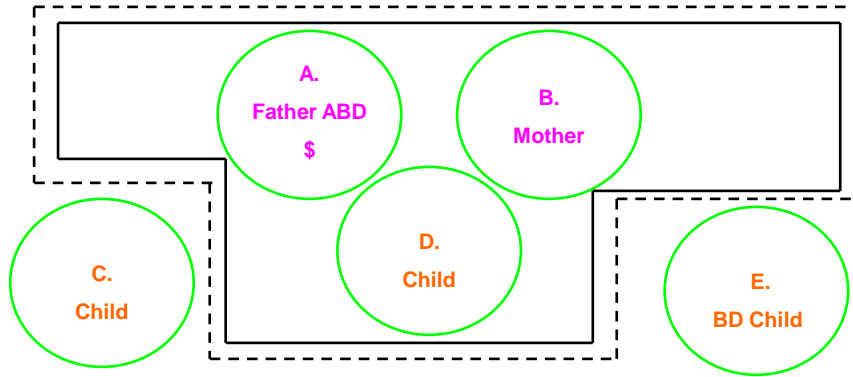 A.
Father ABD
$
B.
Mother
C.
Child
D.
Child
E.
BD Child